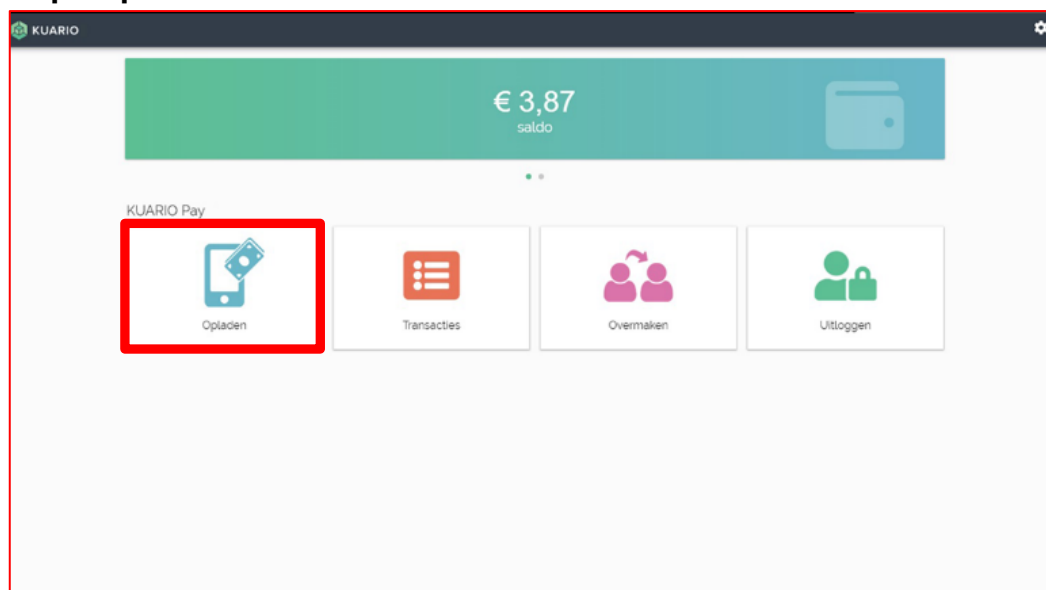 KUARIO
€ 3,87
saldo
KUARIO Pay
Opladen
Transacties
Overmaken
Uitloggen